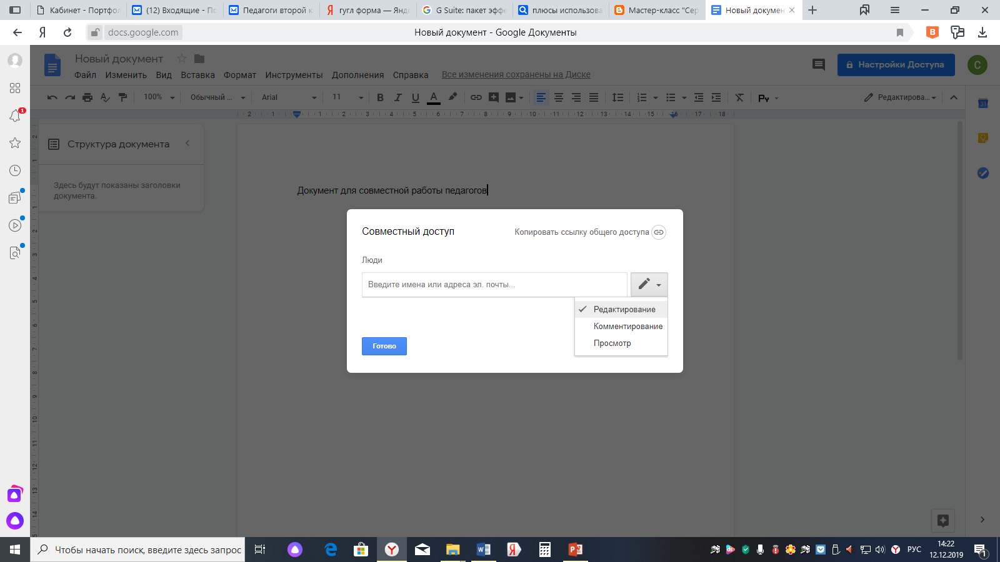 Кабинет - Портфол
(12) Входящие - По
Педагоги второй к
гугл форма — Янде
G Suite: пакет эффе
плюсы использова
Мастер-класс "Сер
Новый докумен
docs.google.com
Новый документ - Google Документы
Новый документ
Настройки Доступа
С
Файл Изменить Вид Вставка Формат Инструменты Дополнения Справка Все изменения сохранены на Диске
100% Обычный ... Arial 11 B I U A Редактирова...
2 1 1 2 3 4 5 6 7 8 9 10 11 12 13 14 15 16 17 18
Структура документа
Здесь будут показаны заголовки
документа.
Документ для совместной работы педагогов
Совместный доступ
Копировать ссылку общего доступа
Люди
Введите имена или адреса эл. почты...
Редактирование
Комментирование
Просмотр
Готово
Чтобы начать поиск, введите здесь запрос
РУС
14:22
12.12.2019
1